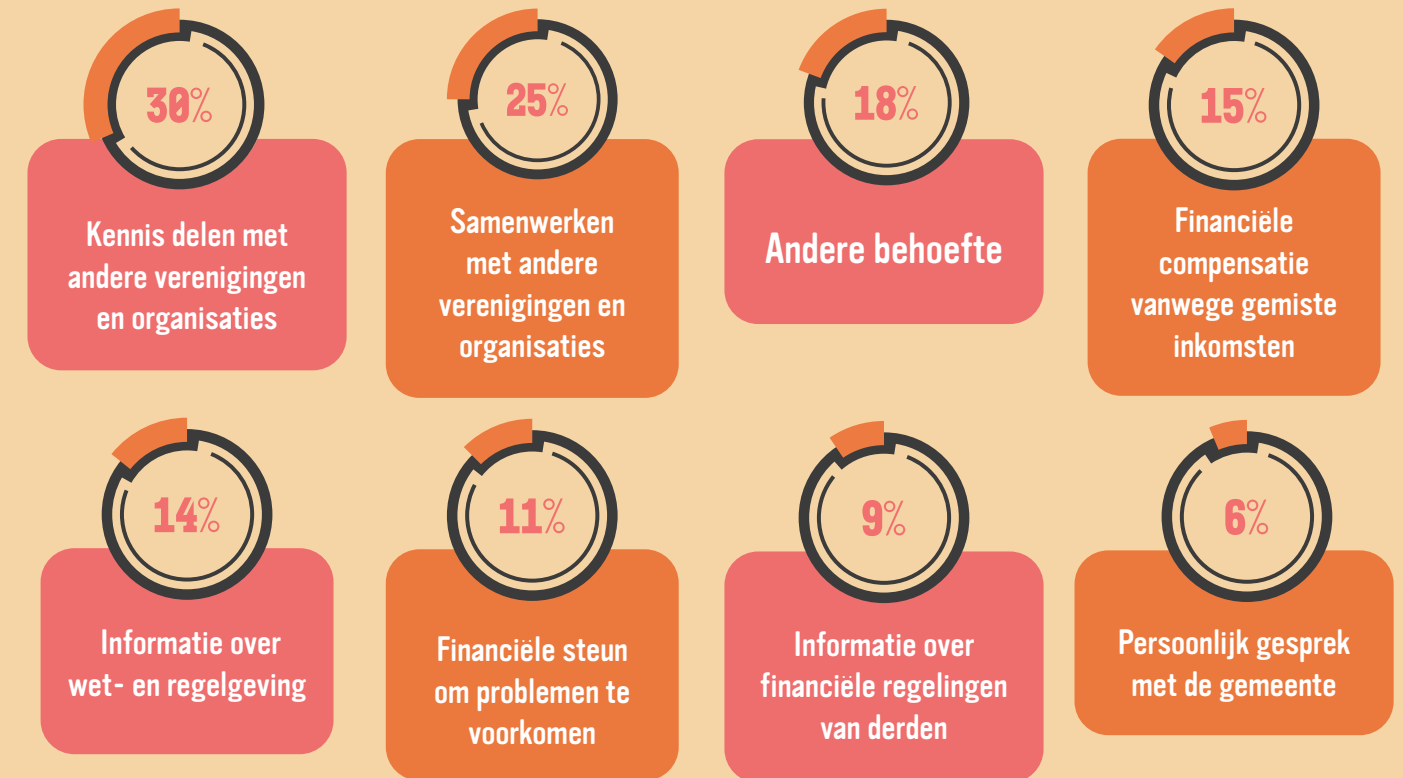 30%
Kennis delen met
andere verenigingen
en organisaties
25%
Samenwerken
met andere
verenigingen en
organisaties
18%
Andere behoefte
15%
Financiële
compensatie
vanwege gemiste
inkomsten
14%
Informatie over
wet- en regelgeving
11%
Financiële steun
om problemen te
voorkomen
9%
Informatie over
financiële regelingen
van derden
6%
Persoonlijk gesprek
met de gemeente